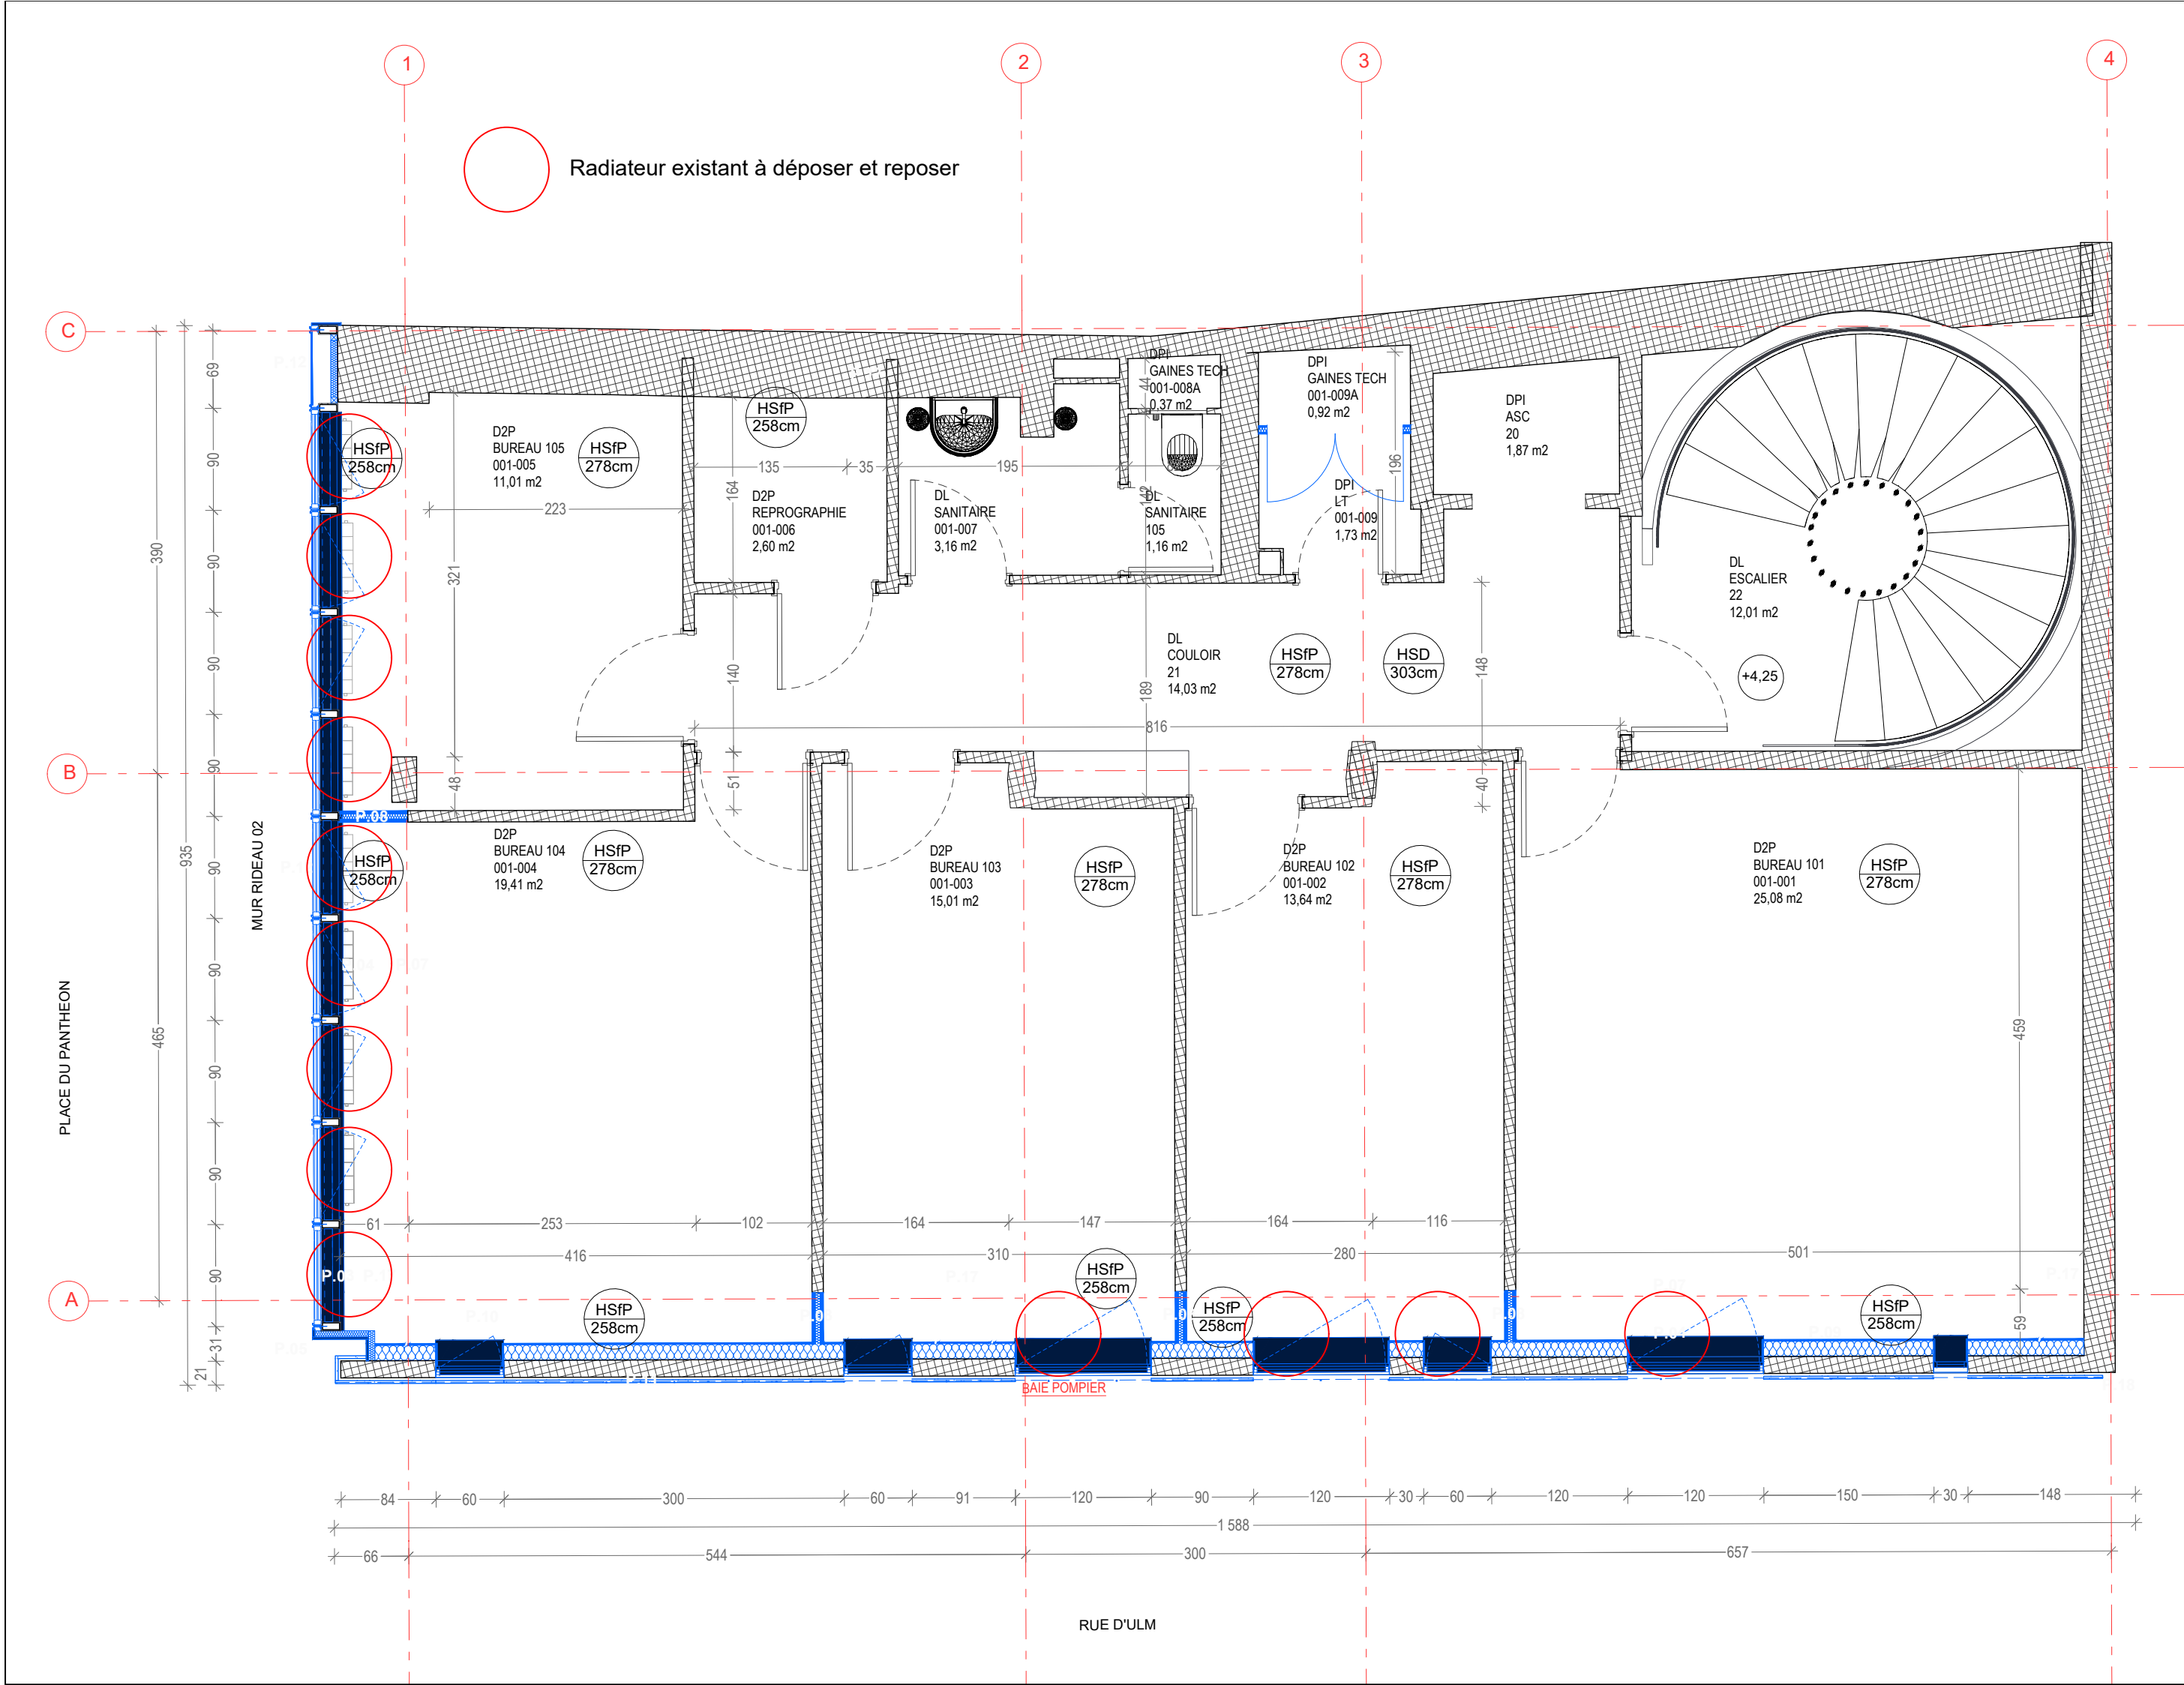 1
2
3
4
Radiateur existant à déposer et reposer
C
B
A
69
90
90
90
90
90
90
90
90
90
31
21
390
465
935
MUR RIDEAU 02
PLACE DU PANTHEON
HSfP
258cm
D2P
BUREAU 105
001-005
11,01 m2
HSfP
278cm
223
321
48
HSfP
258cm
135
35
164
D2P
REPROGRAPHIE
001-006
2,60 m2
140
51
195
DL
SANITAIRE
001-007
3,16 m2
DPI
GAINES TECH
001-008A
0,37 m2
44
142
DL
SANITAIRE
105
1,16 m2
DPI
GAINES TECH
001-009A
0,92 m2
196
DPI
LT
001-009
1,73 m2
DPI
ASC
20
1,87 m2
DL
ESCALIER
22
12,01 m2
+4,25
DL
COULOIR
21
14,03 m2
HSfP
278cm
HSD
303cm
148
189
816
40
P.08
HSfP
258cm
D2P
BUREAU 104
001-004
19,41 m2
HSfP
278cm
D2P
BUREAU 103
001-003
15,01 m2
HSfP
278cm
D2P
BUREAU 102
001-002
13,64 m2
HSfP
278cm
D2P
BUREAU 101
001-001
25,08 m2
HSfP
278cm
459
59
61
253
102
164
147
164
116
416
310
280
501
HSfP
258cm
HSfP
258cm
HSfP
258cm
HSfP
258cm
BAIE POMPIER
84
60
300
60
91
120
90
120
30
60
120
120
150
30
148
1 588
66
544
300
657
RUE D'ULM